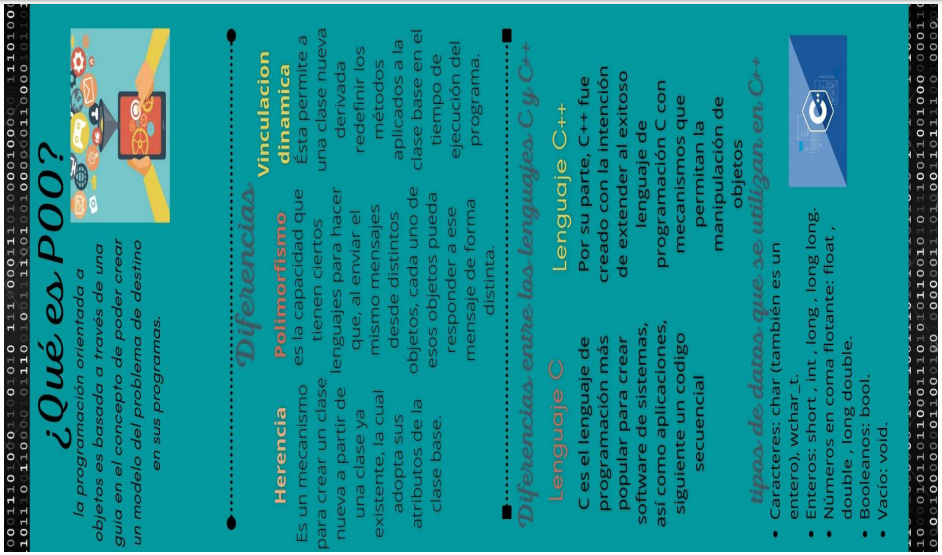 ¿Qué es POO?
la programación orientada a
objetos es basada a través de una
guia en el concepto de poder crear
un modelo del problema de destino
en sus programas.
Diferencias
Herencia
Es un mecanismo
para crear un clase
nueva a partir de
una clase ya
existente, la cual
adopta sus
atributos de la
clase base.
Polimorfismo
es la capacidad que
tienen ciertos
lenguajes para hacer
que, al enviar el
mismo mensajes
desde distintos
objetos, cada uno de
esos objetos pueda
responder a ese
mensaje de forma
distinta.
Vinculacion
dinamica
Ésta permite a
una clase nueva
derivada
redefinir los
métodos
aplicados a la
clase base en el
tiempo de
ejecución del
programa.
Diferencias entre los lenguajes C y C++
Lenguaje C
C es el lenguaje de
programación más
popular para crear
software de sistemas,
así como aplicaciones,
siguiente un codigo
secuencial
Lenguaje C++
Por su parte, C++ fue
creado con la intención
de extender al exitoso
lenguaje de
programación C con
mecanismos que
permitan la
manipulación de
objetos
tipos de datos que se utilizan en C++
• Caracteres: char (también es un
entero), wchar_t.
• Enteros: short , int , long , long long.
• Números en coma flotante: float ,
double , long double.
• Booleanos: bool.
• Vacío: void.